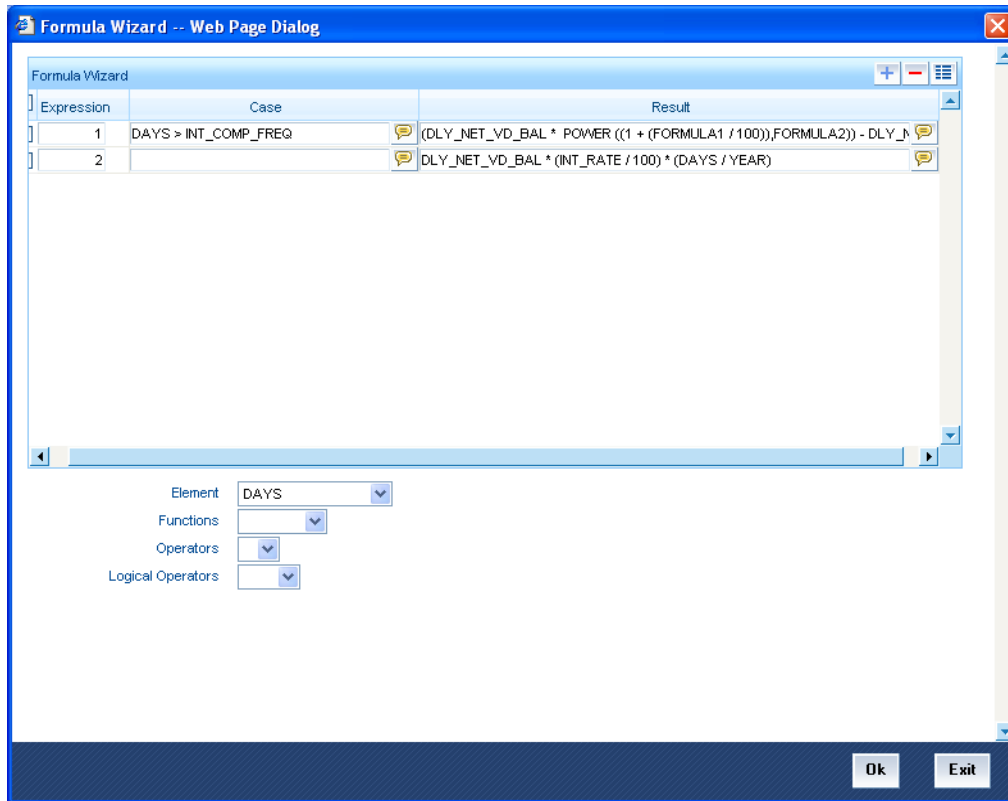 Formula Wizard -- Web Page Dialog
Formula Wizard
Expression Case Result
1 DAYS > INT_COMP_FREQ (DLY_NET_VD_BAL * POWER ((1 + (FORMULA1 / 100)),FORMULA2)) - DLY_
2 DLY_NET_VD_BAL * (INT_RATE / 100) * (DAYS / YEAR)
Element DAYS
Functions
Operators
Logical Operators
Ok Exit